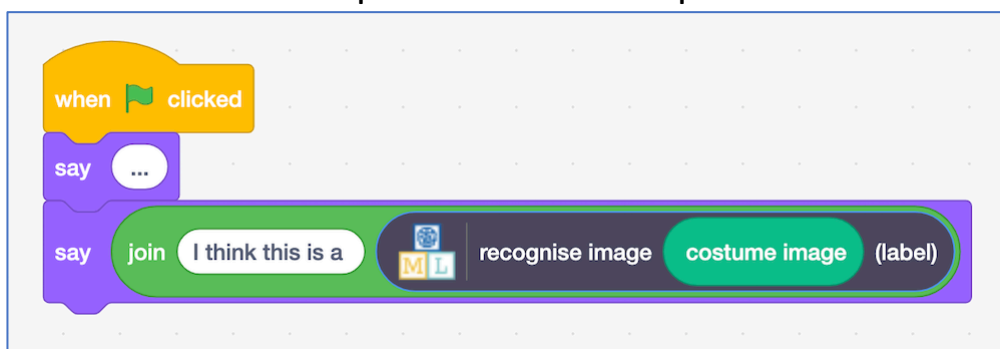 when clicked
say ...
say join I think this is a ML recognise image costume image (label)